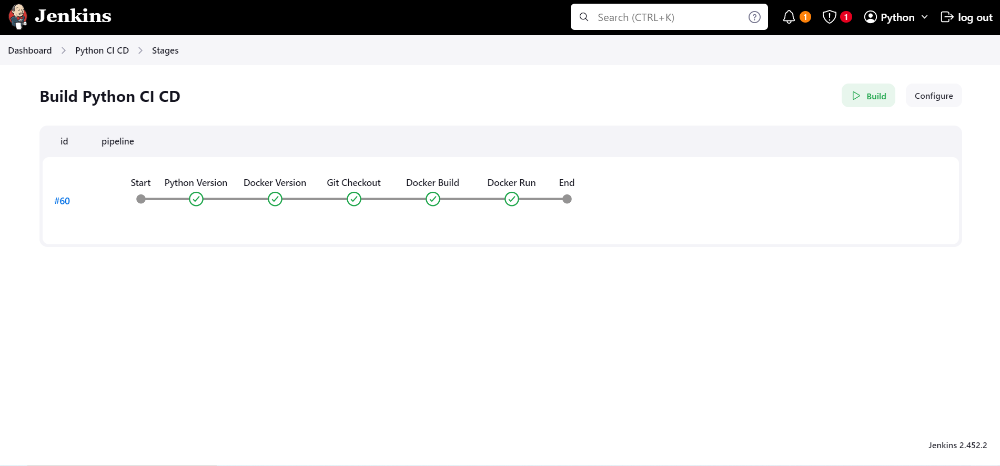 Jenkins
Search (CTRL+K)
?
1
!
1
Python
log out
Dashboard > Python CI CD > Stages
Build Python CI CD
Build
Configure
id pipeline
Start Python Version Docker Version Git Checkout Docker Build Docker Run End
#60
Jenkins 2.452.2